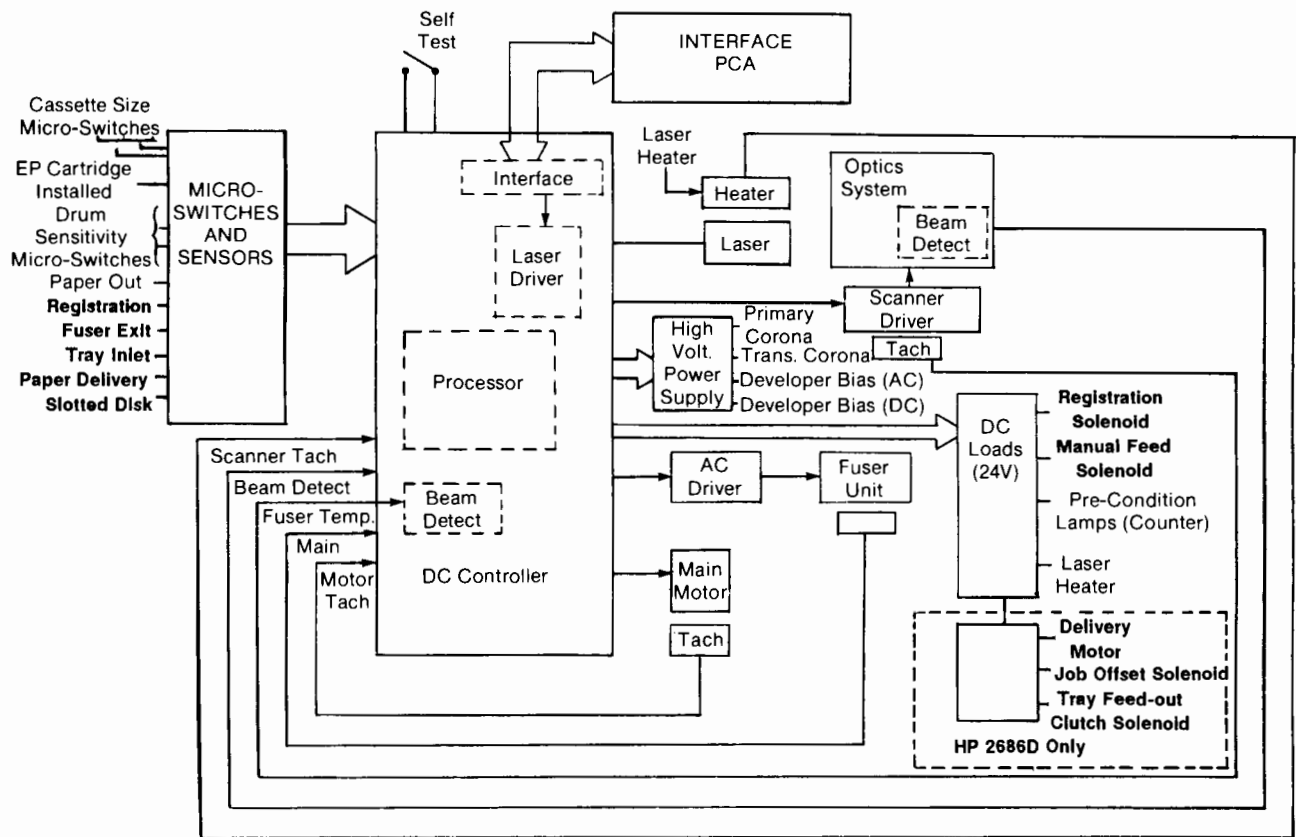 Self
Test
INTERFACE
PCA
Cassette Size
Micro-Switches
EP Cartridge
Installed
Drum
Sensitivity
Micro-Switches
Paper Out
Registration
Fuser Exit
Tray Inlet
Paper Delivery
Slotted Disk
MICRO-
SWITCHES
AND
SENSORS
Interface
Laser
Driver
Processor
Beam
Detect
DC Controller
Scanner Tach
Beam Detect
Fuser Temp.
Main
Motor
Tach
Laser
Heater
Heater
Laser
Optics
System
Beam
Detect
Scanner
Driver
Tach
High
Volt.
Power
Supply
Primary
Corona
Trans. Corona
Developer Bias (AC)
Developer Bias (DC)
AC
Driver
Fuser
Unit
Main
Motor
Tach
DC
Loads
(24V)
Registration
Solenoid
Manual Feed
Solenoid
Pre-Condition
Lamps (Counter)
Laser
Heater
Delivery
Motor
Job Offset Solenoid
Tray Feed-out
Clutch Solenoid
HP 2686D Only